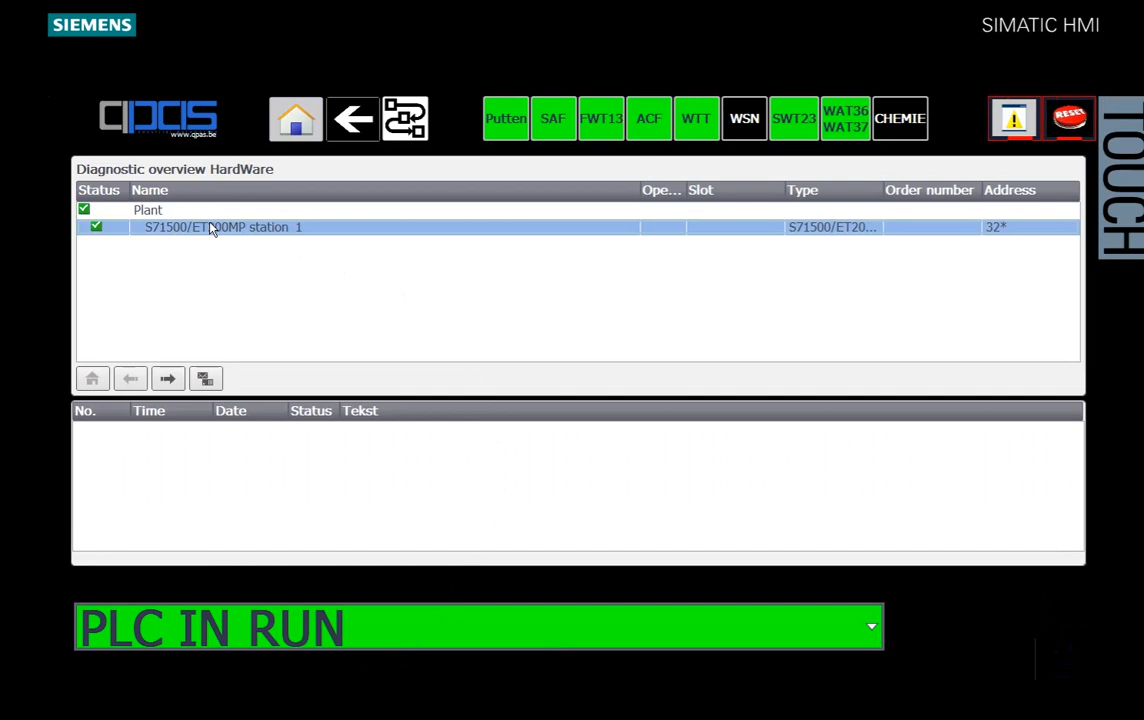 SIEMENS
SIMATIC HMI
qpas
www.qpas.be
Putten
SAF
FWT13
ACF
WTT
WSN
SWT23
WAT36
WAT37
CHEMIE
RESET
TOUCH
Diagnostic overview HardWare
Status Name Ope... Slot Type Order number Address
Plant
S71500/ET200MP station 1 S71500/ET20... 32*
No. Time Date Status Tekst
PLC IN RUN